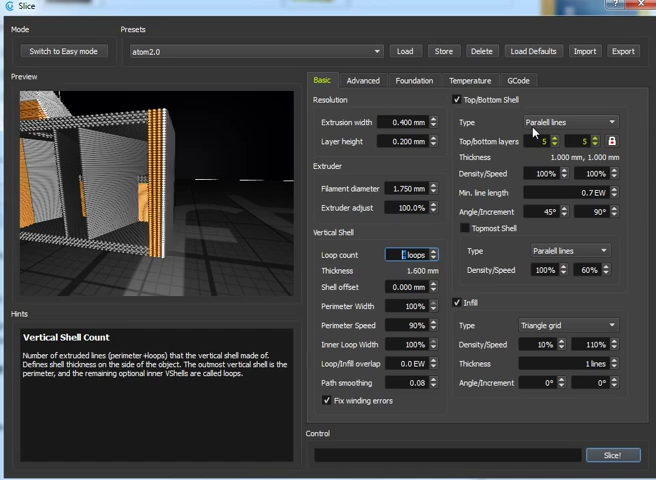 Slice
Mode
Presets
Switch to Easy mode
atom2.0
Load
Store
Delete
Load Defaults
Import
Export
Preview
Basic
Advanced
Foundation
Temperature
GCode
Resolution
Extrusion width 0.400 mm
Layer height 0.200 mm
Extruder
Filament diameter 1.750 mm
Extruder adjust 100.0%
Vertical Shell
Loop count loops
Thickness 1.600 mm
Shell offset 0.000 mm
Perimeter Width 100%
Perimeter Speed 90%
Inner Loop Width 100%
Loop/Infill overlap 0.0 EW
Path smoothing 0.08
Fix winding errors
Top/Bottom Shell
Type Paralell lines
Top/bottom layers 5 5
Thickness 1.000 mm, 1.000 mm
Density/Speed 100% 100%
Min. line length 0.7 EW
Angle/Increment 45° 90°
Topmost Shell
Type Paralell lines
Density/Speed 100% 60%
Infill
Type Triangle grid
Density/Speed 10% 110%
Thickness 1 lines
Angle/Increment 0° 0°
Hints
Vertical Shell Count
Number of extruded lines (perimeter+loops) that the vertical shell made of.
Defines shell thickness on the side of the object. The outmost vertical shell is the
perimeter, and the remaining optional inner VShells are called loops.
Control
Slice!